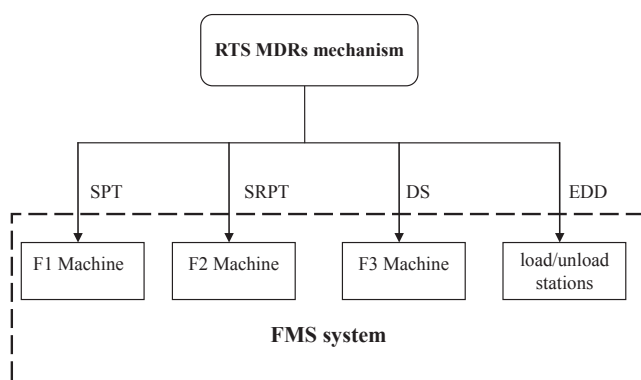 RTS MDRs mechanism
SPT
SRPT
DS
EDD
F1 Machine
F2 Machine
F3 Machine
load/unload
stations
FMS system